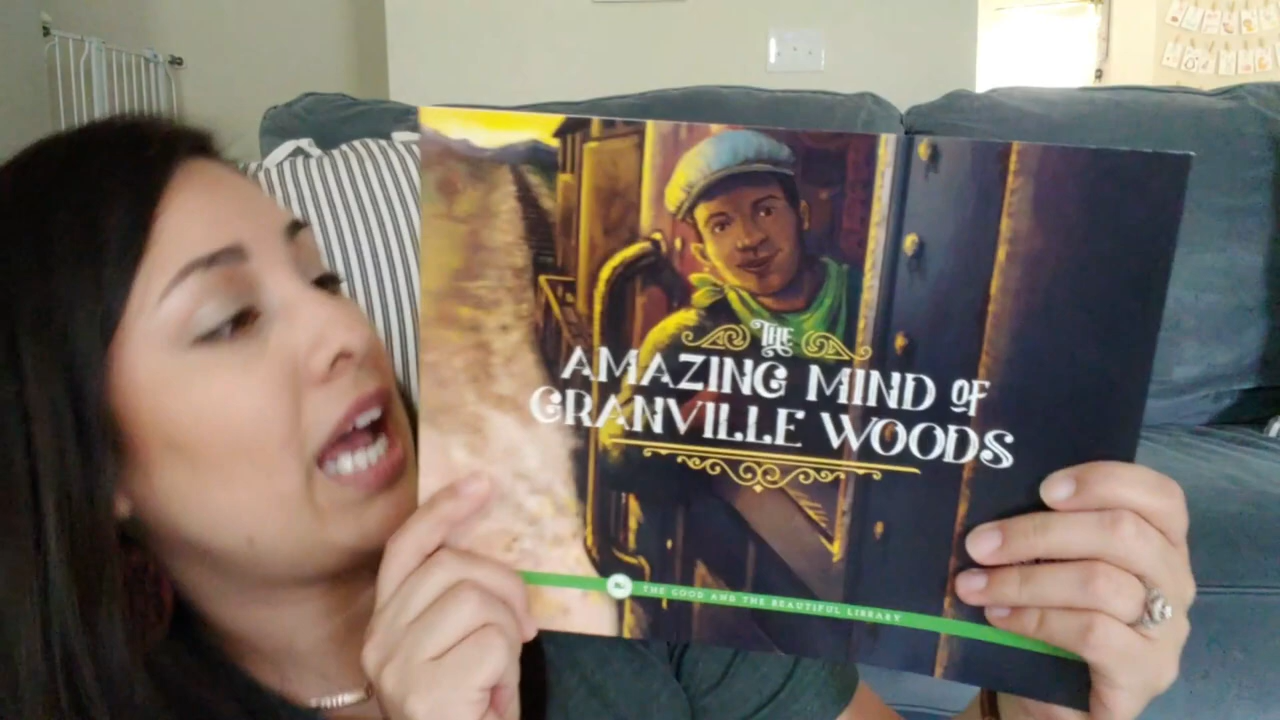 THE
AMAZING MIND OF
GRANVILLE WOODS
THE GOOD AND THE BEAUTIFUL LIBRARY